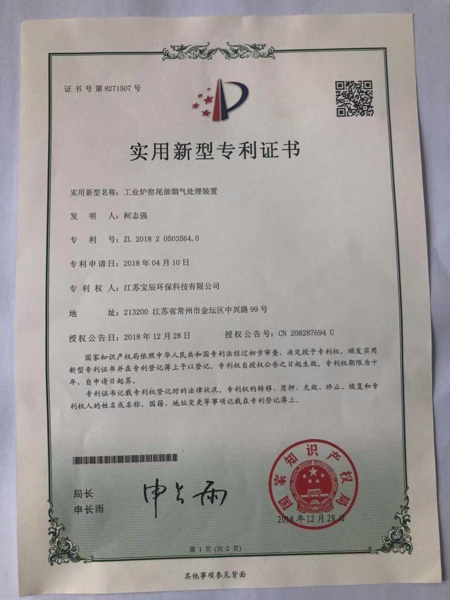 证书号第8271507号
实用新型专利证书
实用新型名称：工业炉窑尾部烟气处理装置
发明人：柯志强
专利号：ZL 2018 2 0503564.0
专利申请日：2018年04月10日
专利权人：江苏宝辰环保科技有限公司
地址：213200 江苏省常州市金坛区中兴路99号
授权公告日：2018年12月28日 授权公告号：CN 208287694 U
国家知识产权局依照中华人民共和国专利法经过初步审查，决定授予专利权，颁发实用
新型专利证书并在专利登记簿上予以登记。专利权自授权公告之日起生效。专利权期限为十
年，自申请日起算。
专利证书记载专利权登记时的法律状况。专利权的转移、质押、无效、终止、恢复和专
利权人的姓名或名称、国籍、地址变更等事项记载在专利登记簿上。
局长
申长雨
申长雨
国家知识产权局
2018年12月28日
第1页（共2页）
其他事项参见背面